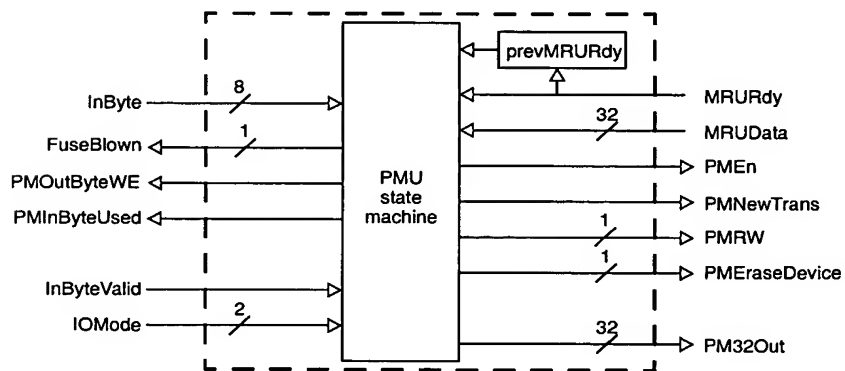 prevMRURdy
8
InByte
MRURdy
1
32
FuseBlown
MRUData
PMOutByteWE
PMU
state
machine
PMEn
PMInByteUsed
PMNewTrans
1
PMRW
1
PMEraseDevice
InByteValid
2
IOMode
32
PM32Out